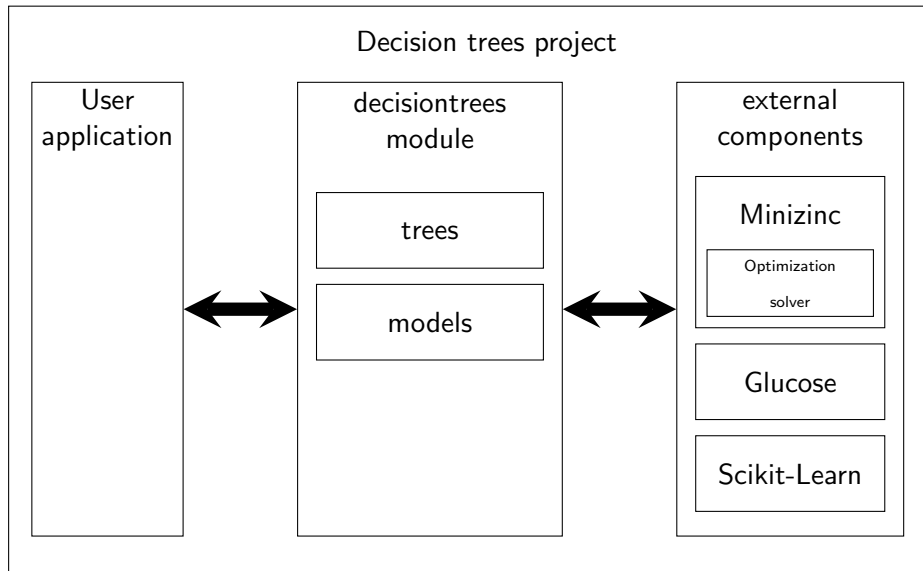 Decision trees project
User
application
decisiontrees
module
trees
models
external
components
Minizinc
Optimization
solver
Glucose
Scikit-Learn